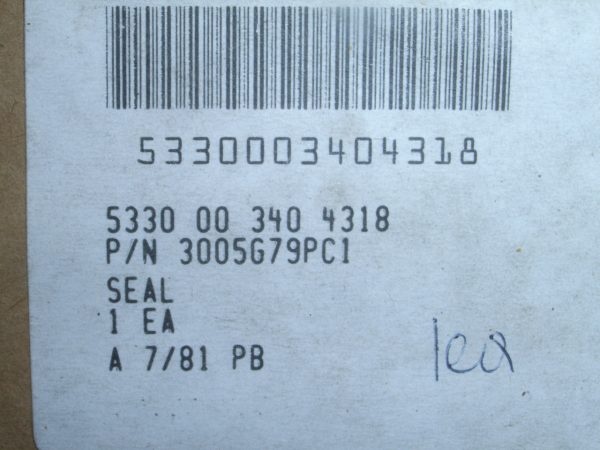 5330003404318
5330 00 340 4318
P/N 3005G79PC1
SEAL
1 EA
A 7/81 PB
1ea